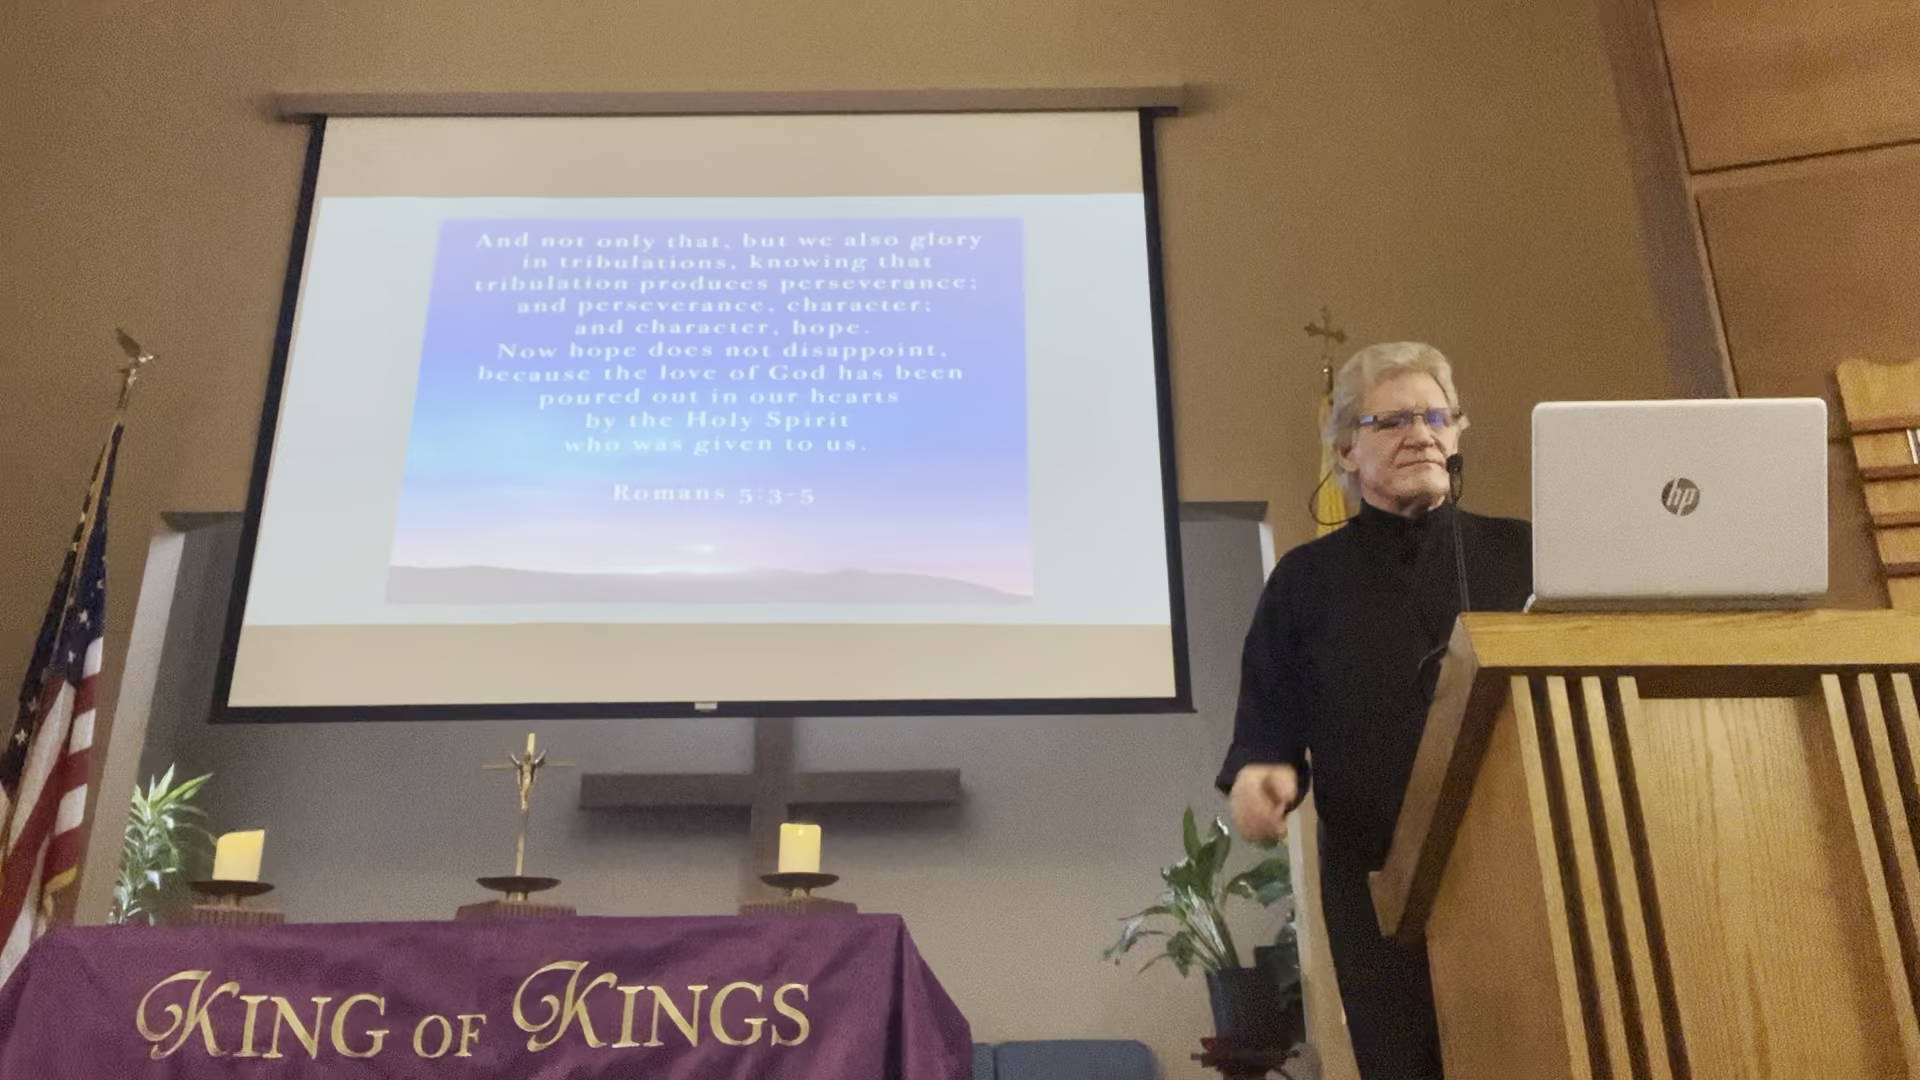 And not only that, but we also glory
in tribulations, knowing that
tribulation produces perseverance;
and perseverance, character;
and character, hope.
Now hope does not disappoint,
because the love of God has been
poured out in our hearts
by the Holy Spirit
who was given to us.
Romans 5:3-5
hp
KING OF KINGS